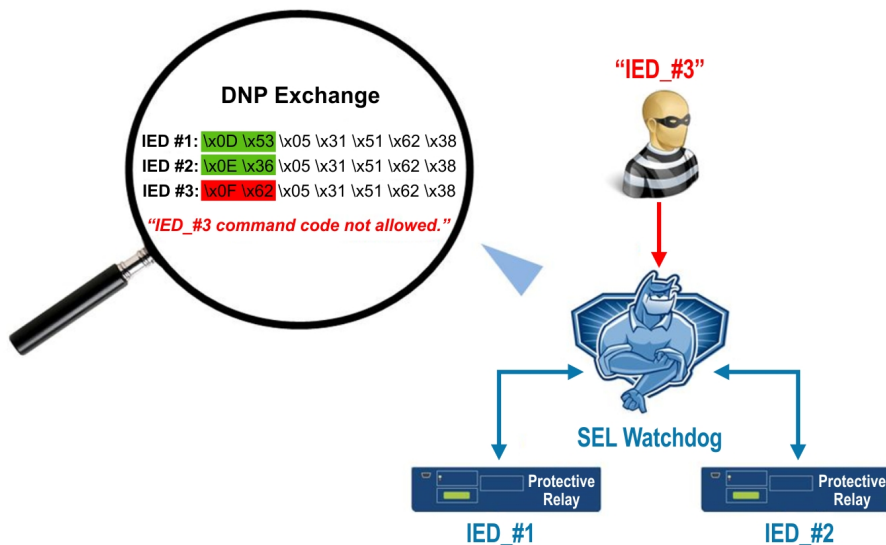 DNP Exchange
IED #1: \x0D \x53 \x05 \x31 \x51 \x62 \x38
IED #2: \x0E \x36 \x05 \x31 \x51 \x62 \x38
IED #3: \x0F \x62 \x05 \x31 \x51 \x62 \x38
“IED_#3 command code not allowed.”
“IED_#3”
SEL Watchdog
Protective
Relay
IED_#1
Protective
Relay
IED_#2